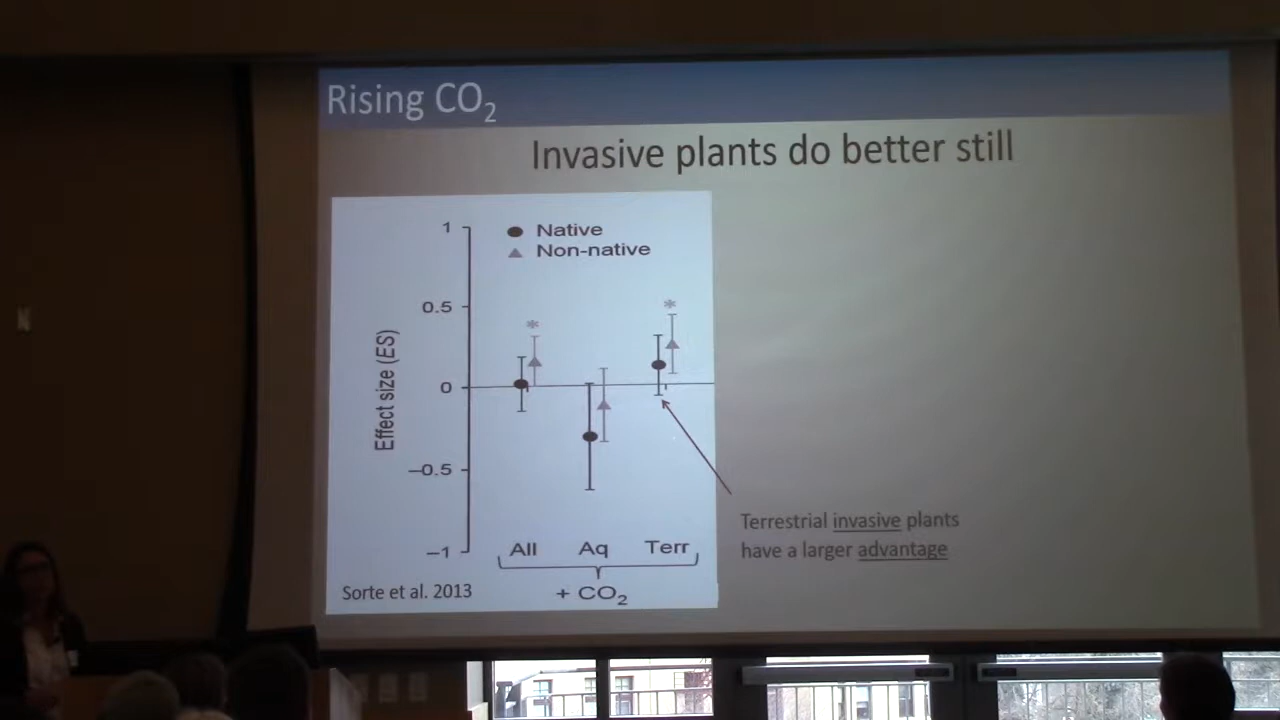 Rising CO₂
Invasive plants do better still
Native
Non-native
1
0.5
0
–0.5
–1
Effect size (ES)
*
*
All Aq Terr
+ CO₂
Sorte et al. 2013
Terrestrial invasive plants
have a larger advantage